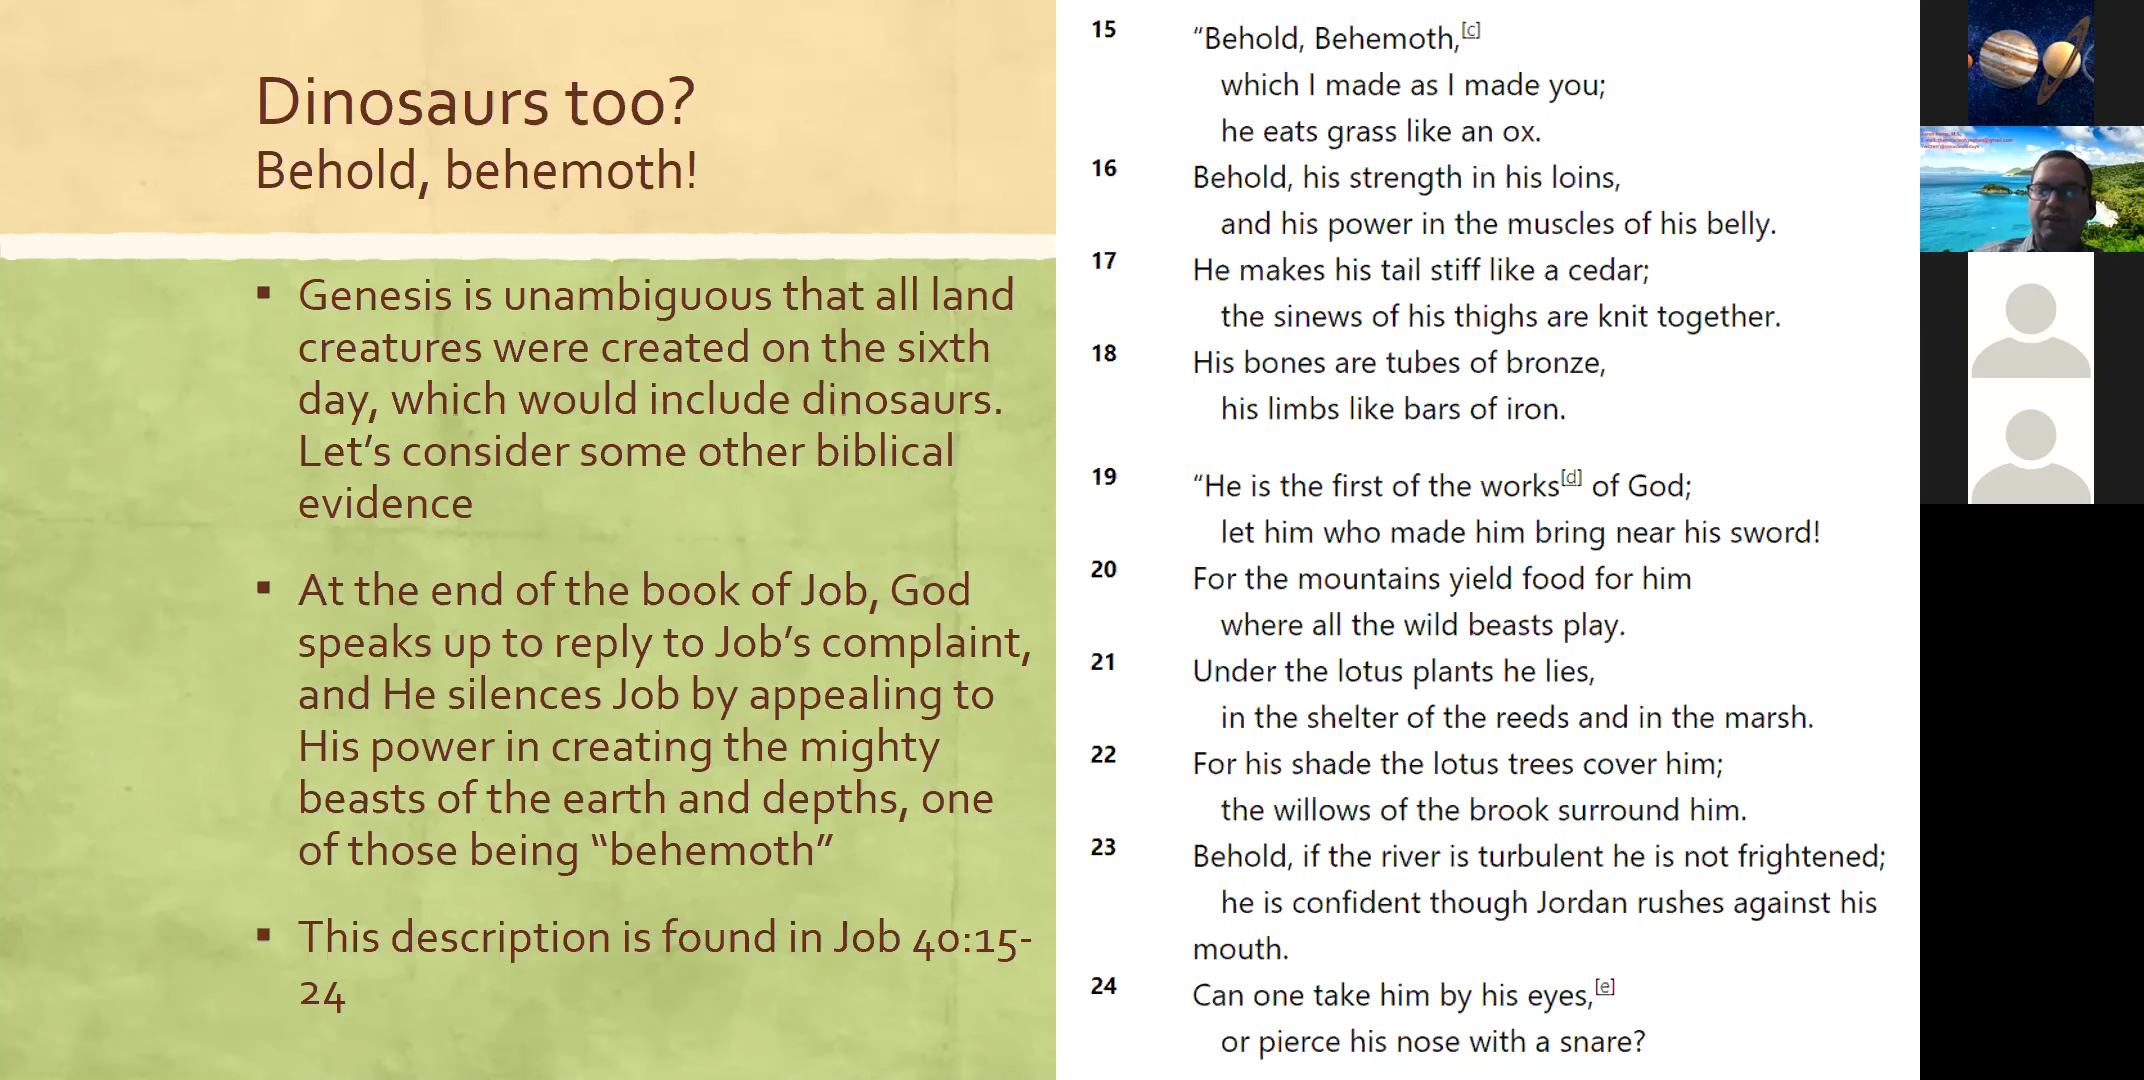 Dinosaurs too?
Behold, behemoth!
▪ Genesis is unambiguous that all land
creatures were created on the sixth
day, which would include dinosaurs.
Let’s consider some other biblical
evidence
▪ At the end of the book of Job, God
speaks up to reply to Job’s complaint,
and He silences Job by appealing to
His power in creating the mighty
beasts of the earth and depths, one
of those being “behemoth”
▪ This description is found in Job 40:15-
24
15 “Behold, Behemoth,[c]
which I made as I made you;
he eats grass like an ox.
16 Behold, his strength in his loins,
and his power in the muscles of his belly.
17 He makes his tail stiff like a cedar;
the sinews of his thighs are knit together.
18 His bones are tubes of bronze,
his limbs like bars of iron.
19 “He is the first of the works[d] of God;
let him who made him bring near his sword!
20 For the mountains yield food for him
where all the wild beasts play.
21 Under the lotus plants he lies,
in the shelter of the reeds and in the marsh.
22 For his shade the lotus trees cover him;
the willows of the brook surround him.
23 Behold, if the river is turbulent he is not frightened;
he is confident though Jordan rushes against his
mouth.
24 Can one take him by his eyes,[e]
or pierce his nose with a snare?